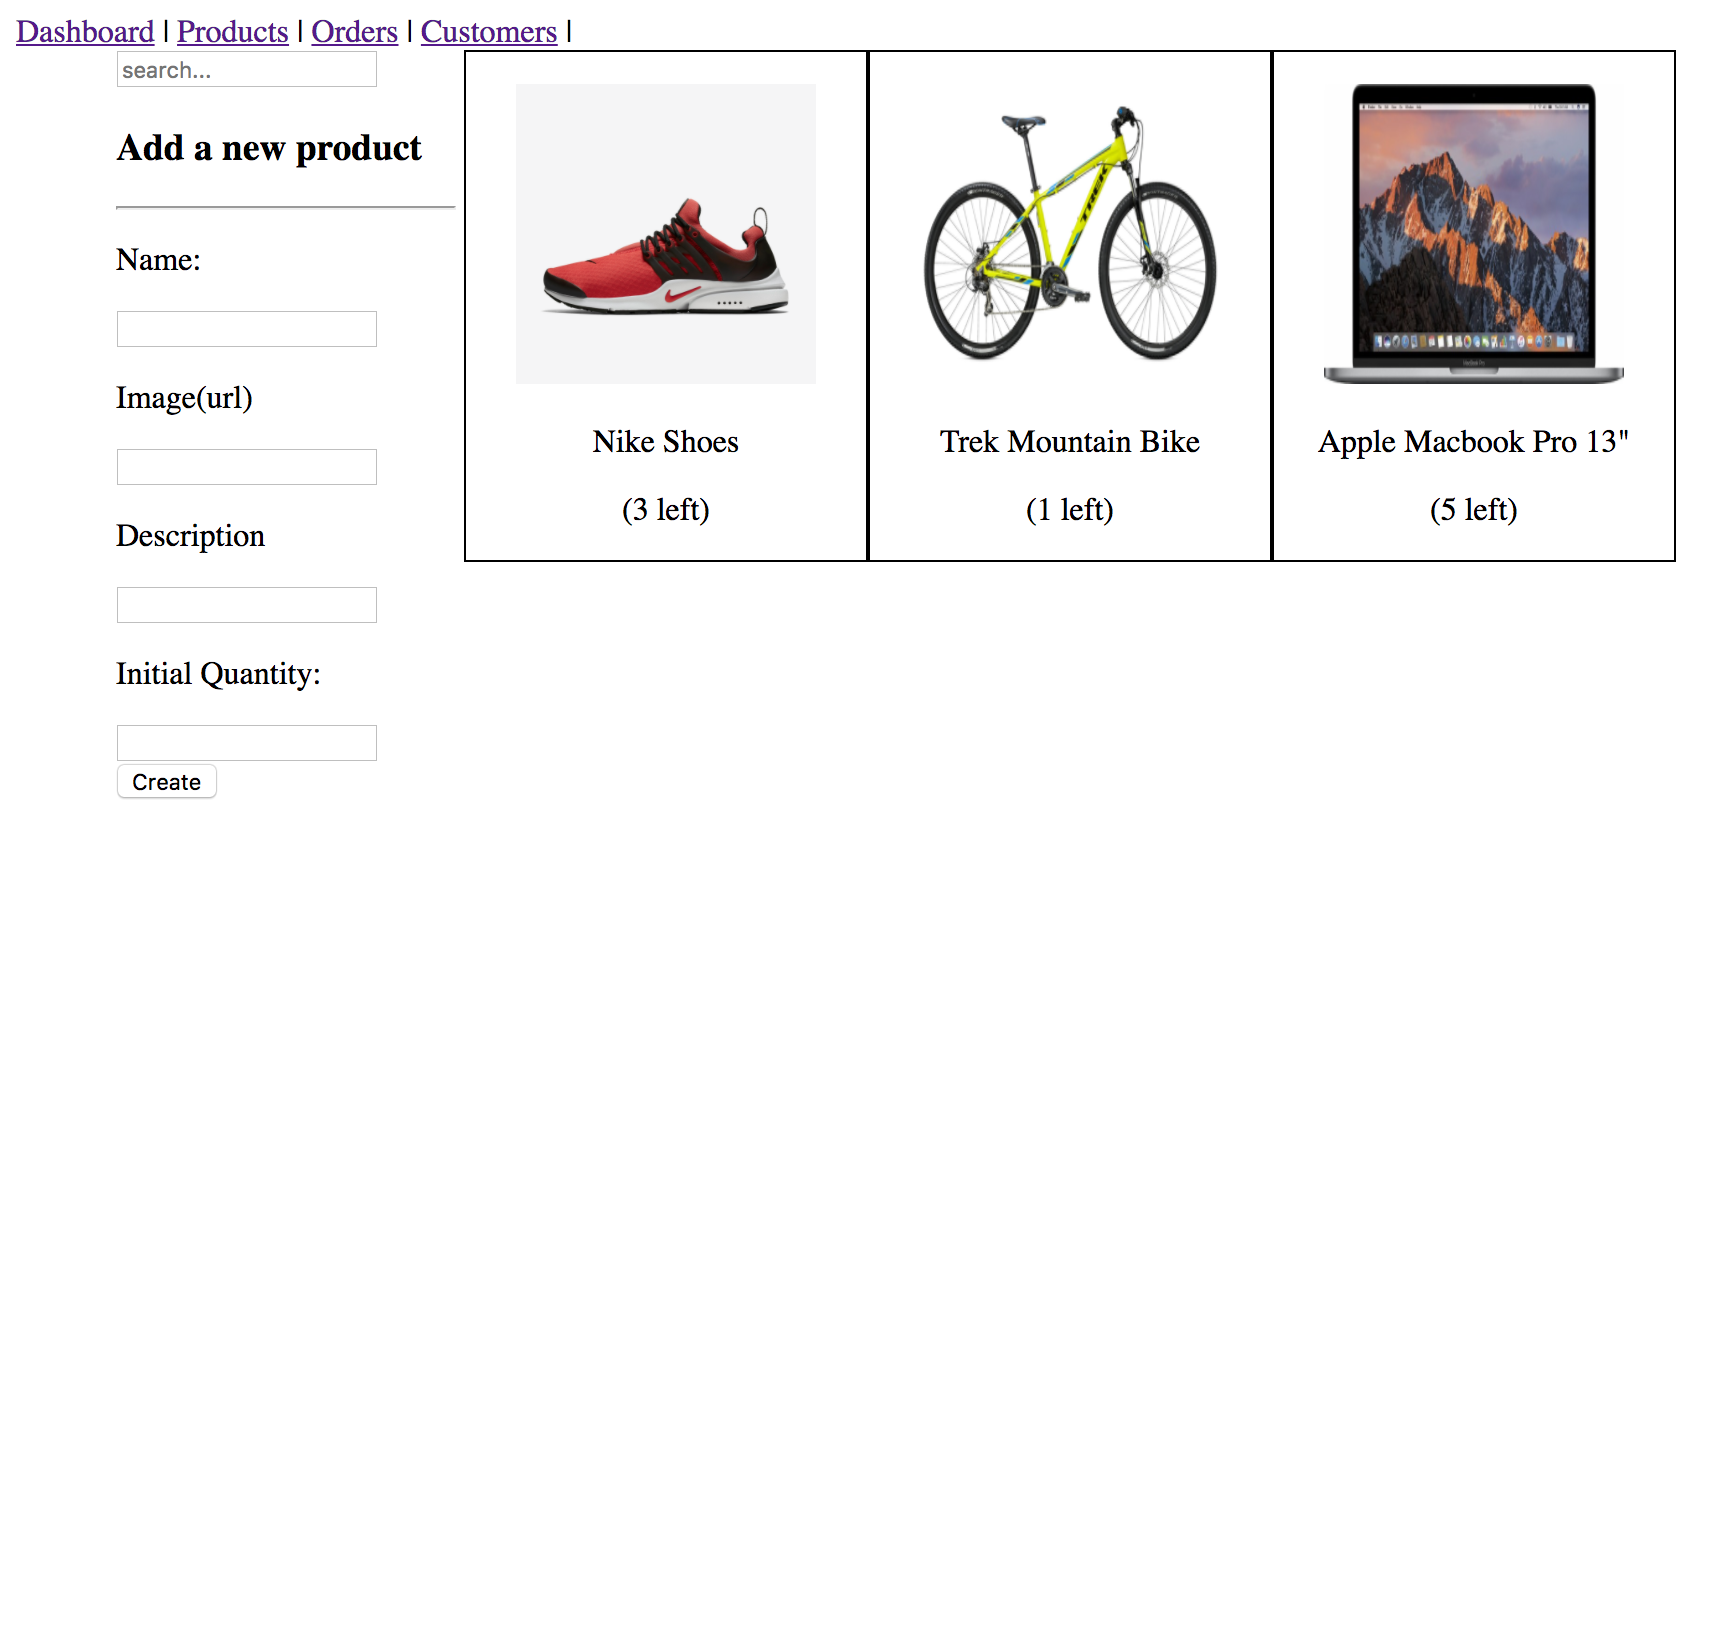 Dashboard | Products | Orders | Customers |
search...
Add a new product
Name:
Image(url)
Description
Initial Quantity:
Create
TREK
Nike Shoes
(3 left)
Trek Mountain Bike
(1 left)
Apple Macbook Pro 13"
(5 left)